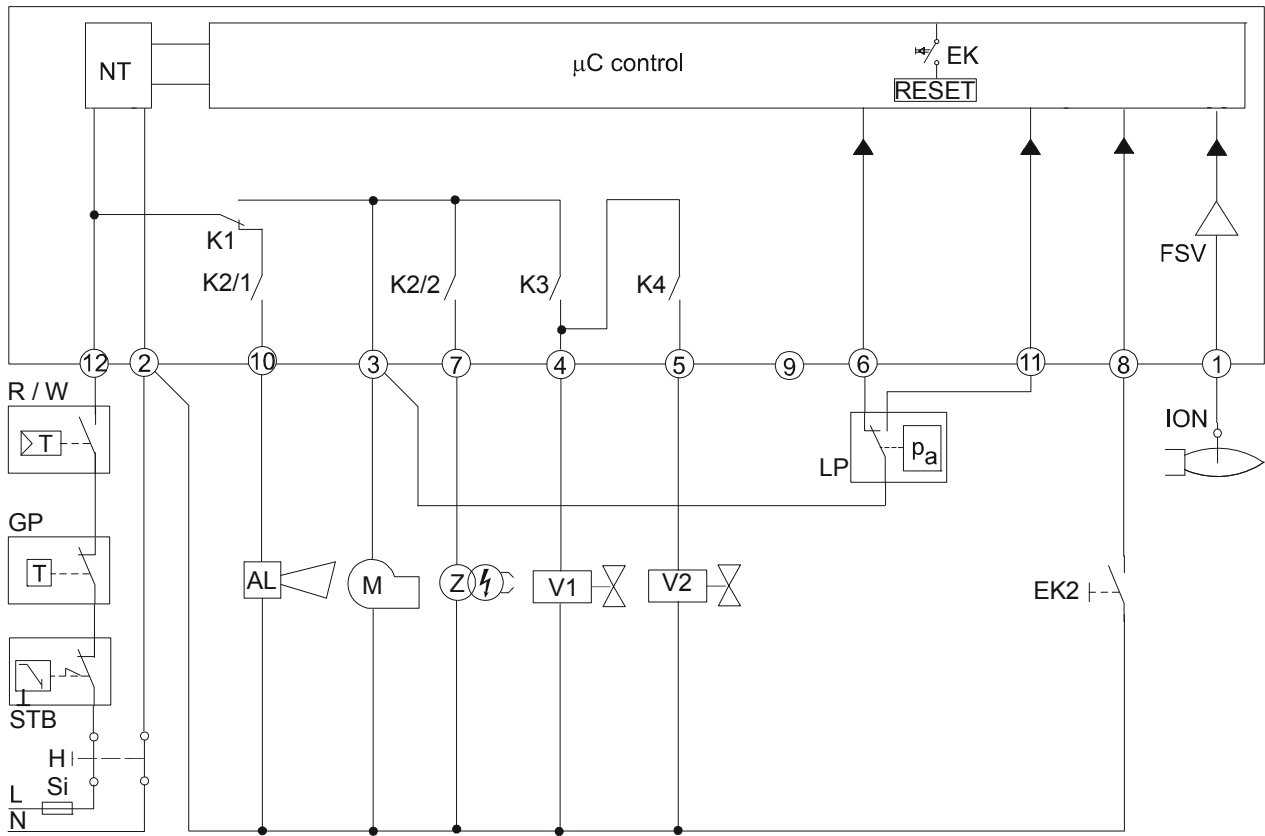 NT
μC control
EK
RESET
K1
K2/1
K2/2
K3
K4
FSV
12
2
10
3
7
4
5
9
6
11
8
1
R / W
T
LP
pa
ION
GP
T
AL
M
Z
V1
V2
EK2
STB
H
Si
L
N